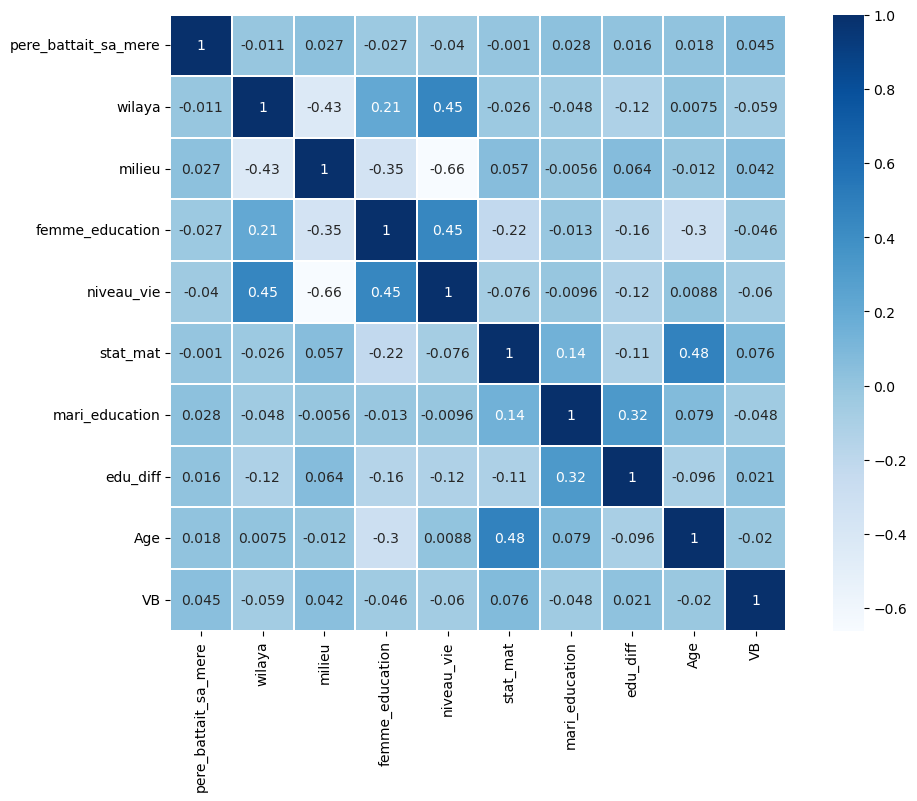 pere_battait_sa_mere 1 -0.011 0.027 -0.027 -0.04 -0.001 0.028 0.016 0.018 0.045
wilaya -0.011 1 -0.43 0.21 0.45 -0.026 -0.048 -0.12 0.0075 -0.059
milieu 0.027 -0.43 1 -0.35 -0.66 0.057 -0.0056 0.064 -0.012 0.042
femme_education -0.027 0.21 -0.35 1 0.45 -0.22 -0.013 -0.16 -0.3 -0.046
niveau_vie -0.04 0.45 -0.66 0.45 1 -0.076 -0.0096 -0.12 0.0088 -0.06
stat_mat -0.001 -0.026 0.057 -0.22 -0.076 1 0.14 -0.11 0.48 0.076
mari_education 0.028 -0.048 -0.0056 -0.013 -0.0096 0.14 1 0.32 0.079 -0.048
edu_diff 0.016 -0.12 0.064 -0.16 -0.12 -0.11 0.32 1 -0.096 0.021
Age 0.018 0.0075 -0.012 -0.3 0.0088 0.48 0.079 -0.096 1 -0.02
VB 0.045 -0.059 0.042 -0.046 -0.06 0.076 -0.048 0.021 -0.02 1
pere_battait_sa_mere
wilaya
milieu
femme_education
niveau_vie
stat_mat
mari_education
edu_diff
Age
VB
1.0
0.8
0.6
0.4
0.2
0.0
−0.2
−0.4
−0.6